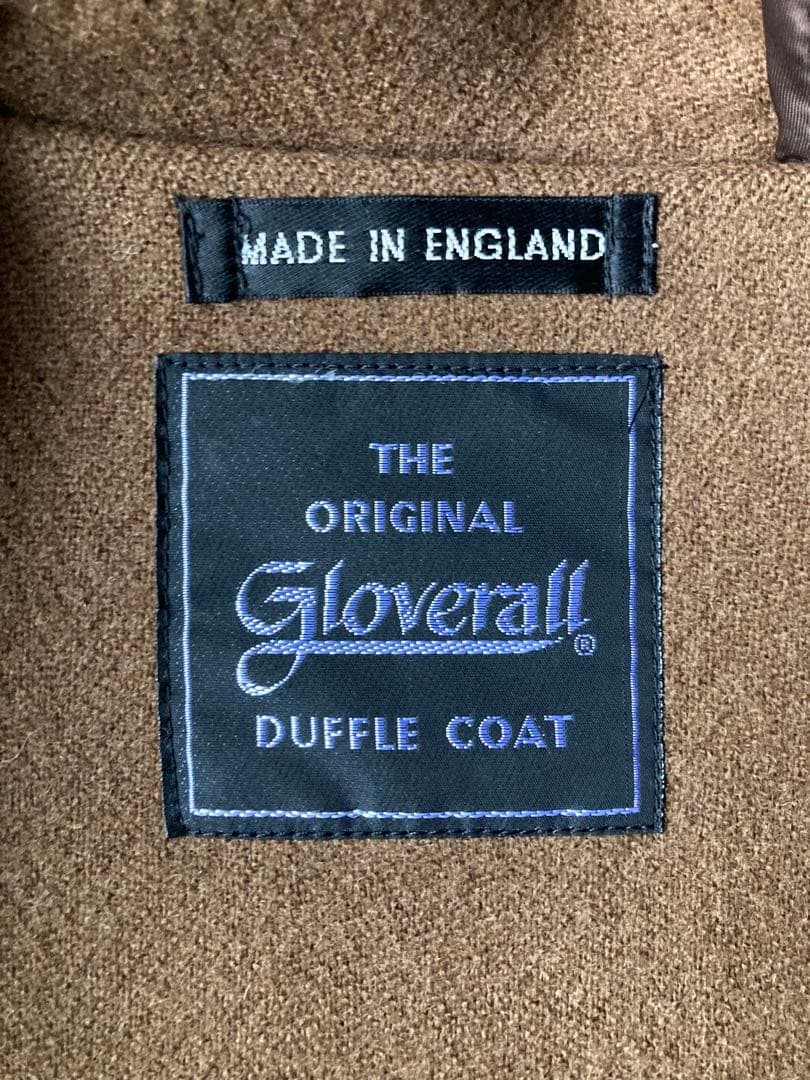 MADE IN ENGLAND
THE
ORIGINAL
Gloverall®
DUFFLE COAT